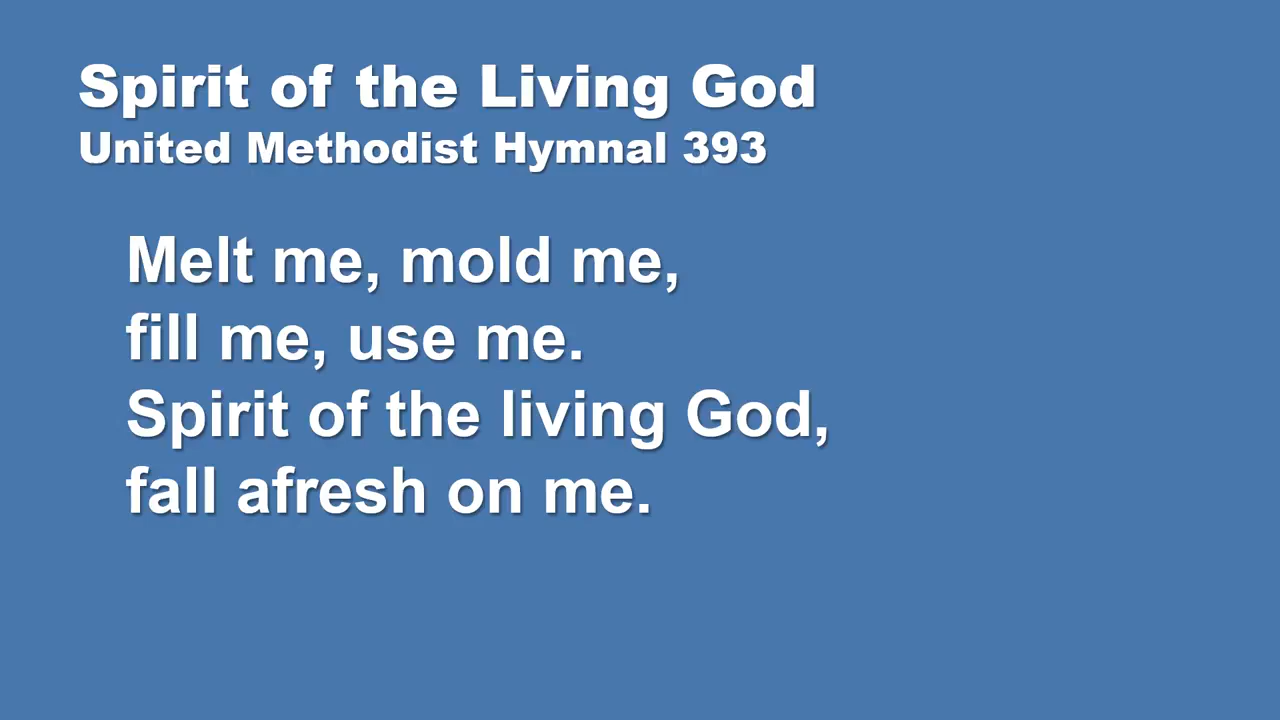 Spirit of the Living God
United Methodist Hymnal 393
Melt me, mold me,
fill me, use me.
Spirit of the living God,
fall afresh on me.